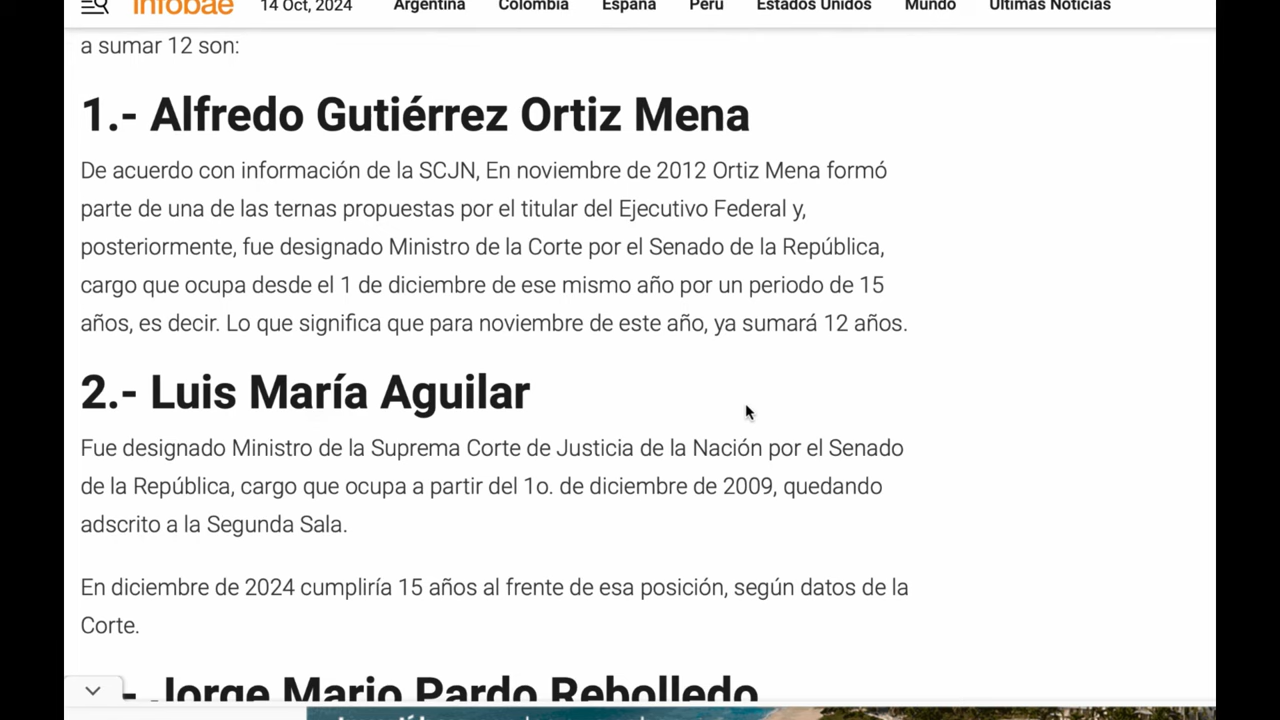 infobae 14 Oct, 2024 Argentina Colombia España Perú Estados Unidos Mundo Últimas Noticias
a sumar 12 son:
1.- Alfredo Gutiérrez Ortiz Mena
De acuerdo con información de la SCJN, En noviembre de 2012 Ortiz Mena formó
parte de una de las ternas propuestas por el titular del Ejecutivo Federal y,
posteriormente, fue designado Ministro de la Corte por el Senado de la República,
cargo que ocupa desde el 1 de diciembre de ese mismo año por un periodo de 15
años, es decir. Lo que significa que para noviembre de este año, ya sumará 12 años.
2.- Luis María Aguilar
Fue designado Ministro de la Suprema Corte de Justicia de la Nación por el Senado
de la República, cargo que ocupa a partir del 1o. de diciembre de 2009, quedando
adscrito a la Segunda Sala.
En diciembre de 2024 cumpliría 15 años al frente de esa posición, según datos de la
Corte.
.- Jorge Mario Pardo Rebolledo